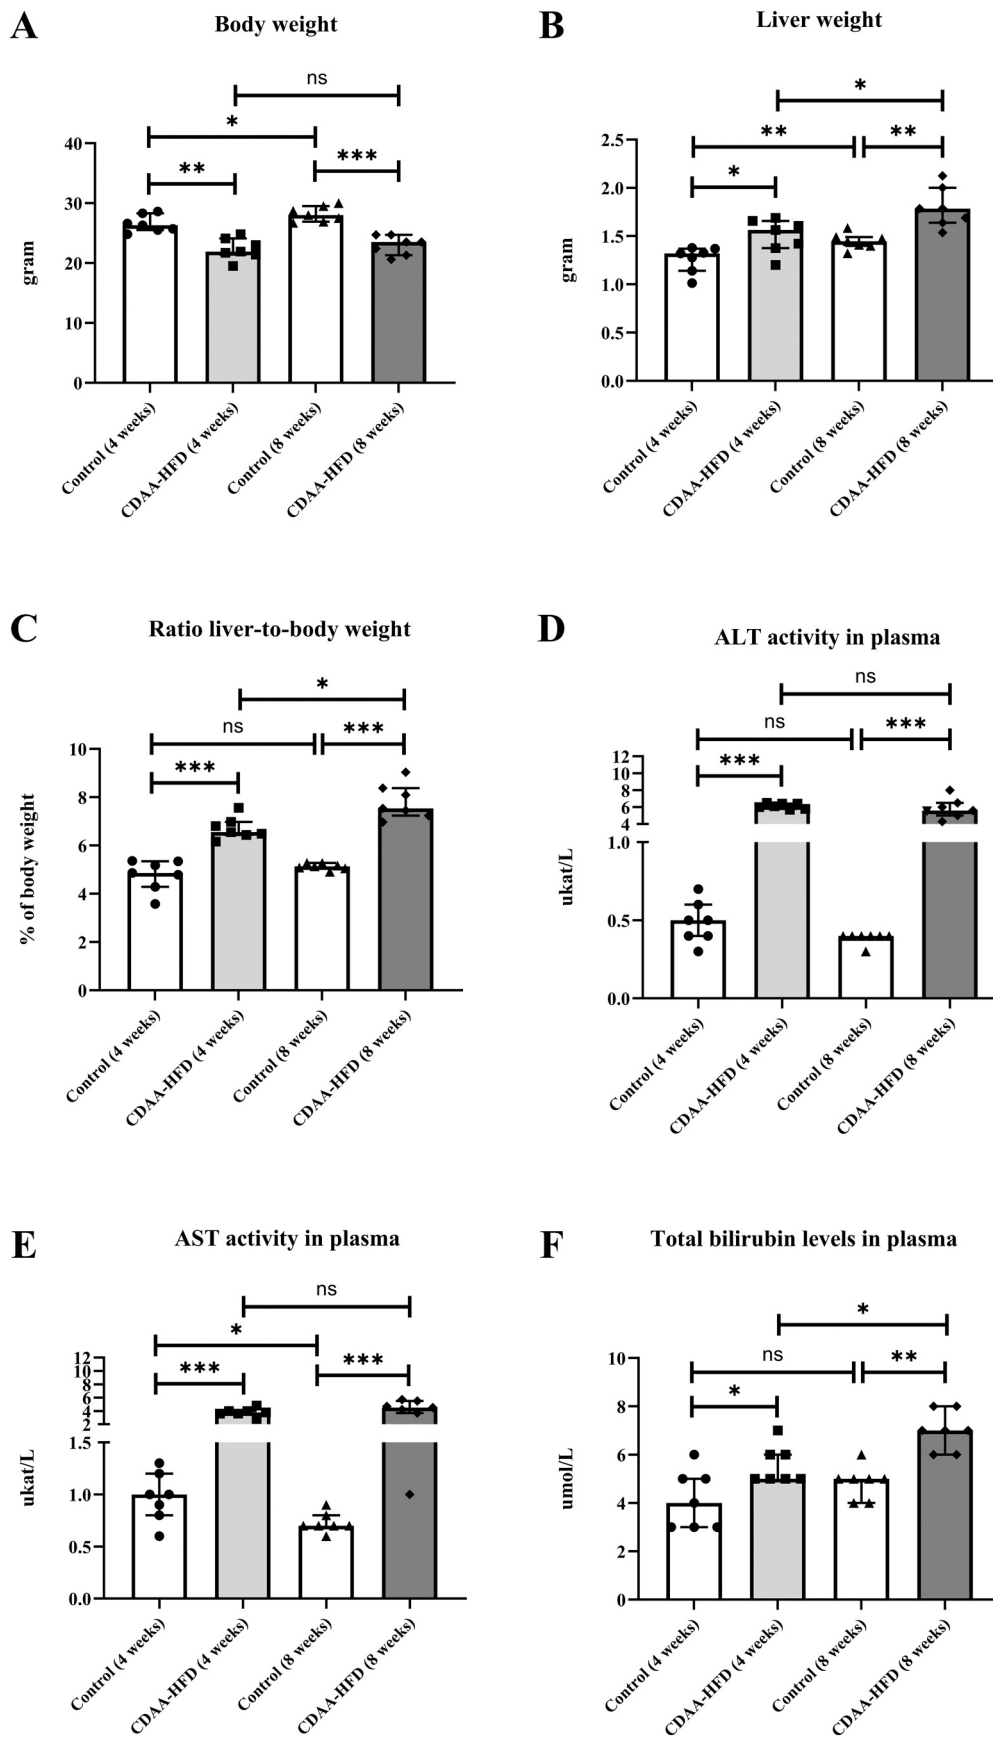 A
Body weight
ns
*
**
***
40
30
20
10
0
gram
Control (4 weeks)
CDAA-HFD (4 weeks)
Control (8 weeks)
CDAA-HFD (8 weeks)
B
Liver weight
*
**
**
*
2.5
2.0
1.5
1.0
0.5
0.0
gram
Control (4 weeks)
CDAA-HFD (4 weeks)
Control (8 weeks)
CDAA-HFD (8 weeks)
C
Ratio liver-to-body weight
*
ns
***
***
10
8
6
4
2
0
% of body weight
Control (4 weeks)
CDAA-HFD (4 weeks)
Control (8 weeks)
CDAA-HFD (8 weeks)
D
ALT activity in plasma
ns
ns
***
***
12
10
8
6
4
1.0
0.5
0.0
ukat/L
Control (4 weeks)
CDAA-HFD (4 weeks)
Control (8 weeks)
CDAA-HFD (8 weeks)
E
AST activity in plasma
ns
*
***
***
12
10
8
6
4
2
1.5
1.0
0.5
0.0
ukat/L
Control (4 weeks)
CDAA-HFD (4 weeks)
Control (8 weeks)
CDAA-HFD (8 weeks)
F
Total bilirubin levels in plasma
*
ns
**
*
10
8
6
4
2
0
umol/L
Control (4 weeks)
CDAA-HFD (4 weeks)
Control (8 weeks)
CDAA-HFD (8 weeks)